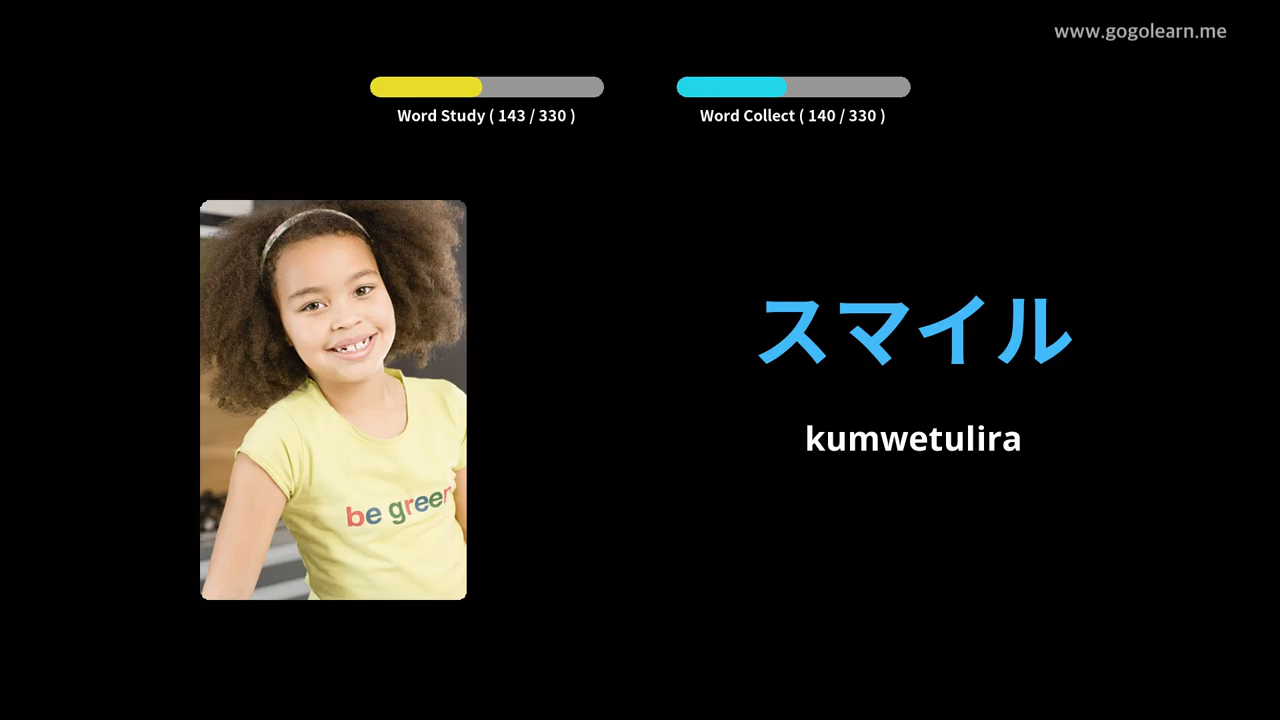 www.gogolearn.me
Word Study ( 143 / 330 )
Word Collect ( 140 / 330 )
スマイル
kumwetulira
be green